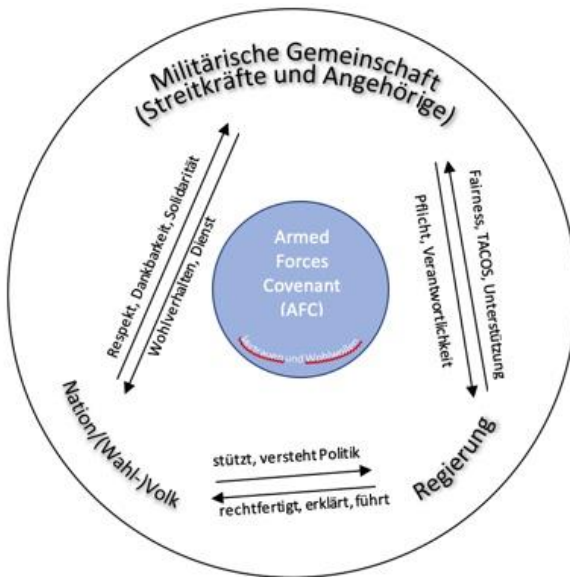 Militärische Gemeinschaft
(Streitkräfte und Angehörige)
Respekt, Dankbarkeit, Solidarität
Wohlverhalten, Dienst
Fairness, TACOS, Unterstützung
Pflicht, Verantwortlichkeit
Armed
Forces
Covenant
(AFC)
Vertrauen und Wohlwollen
Nation/(Wahl-)Volk
stützt, versteht Politik
rechtfertigt, erklärt, führt
Regierung